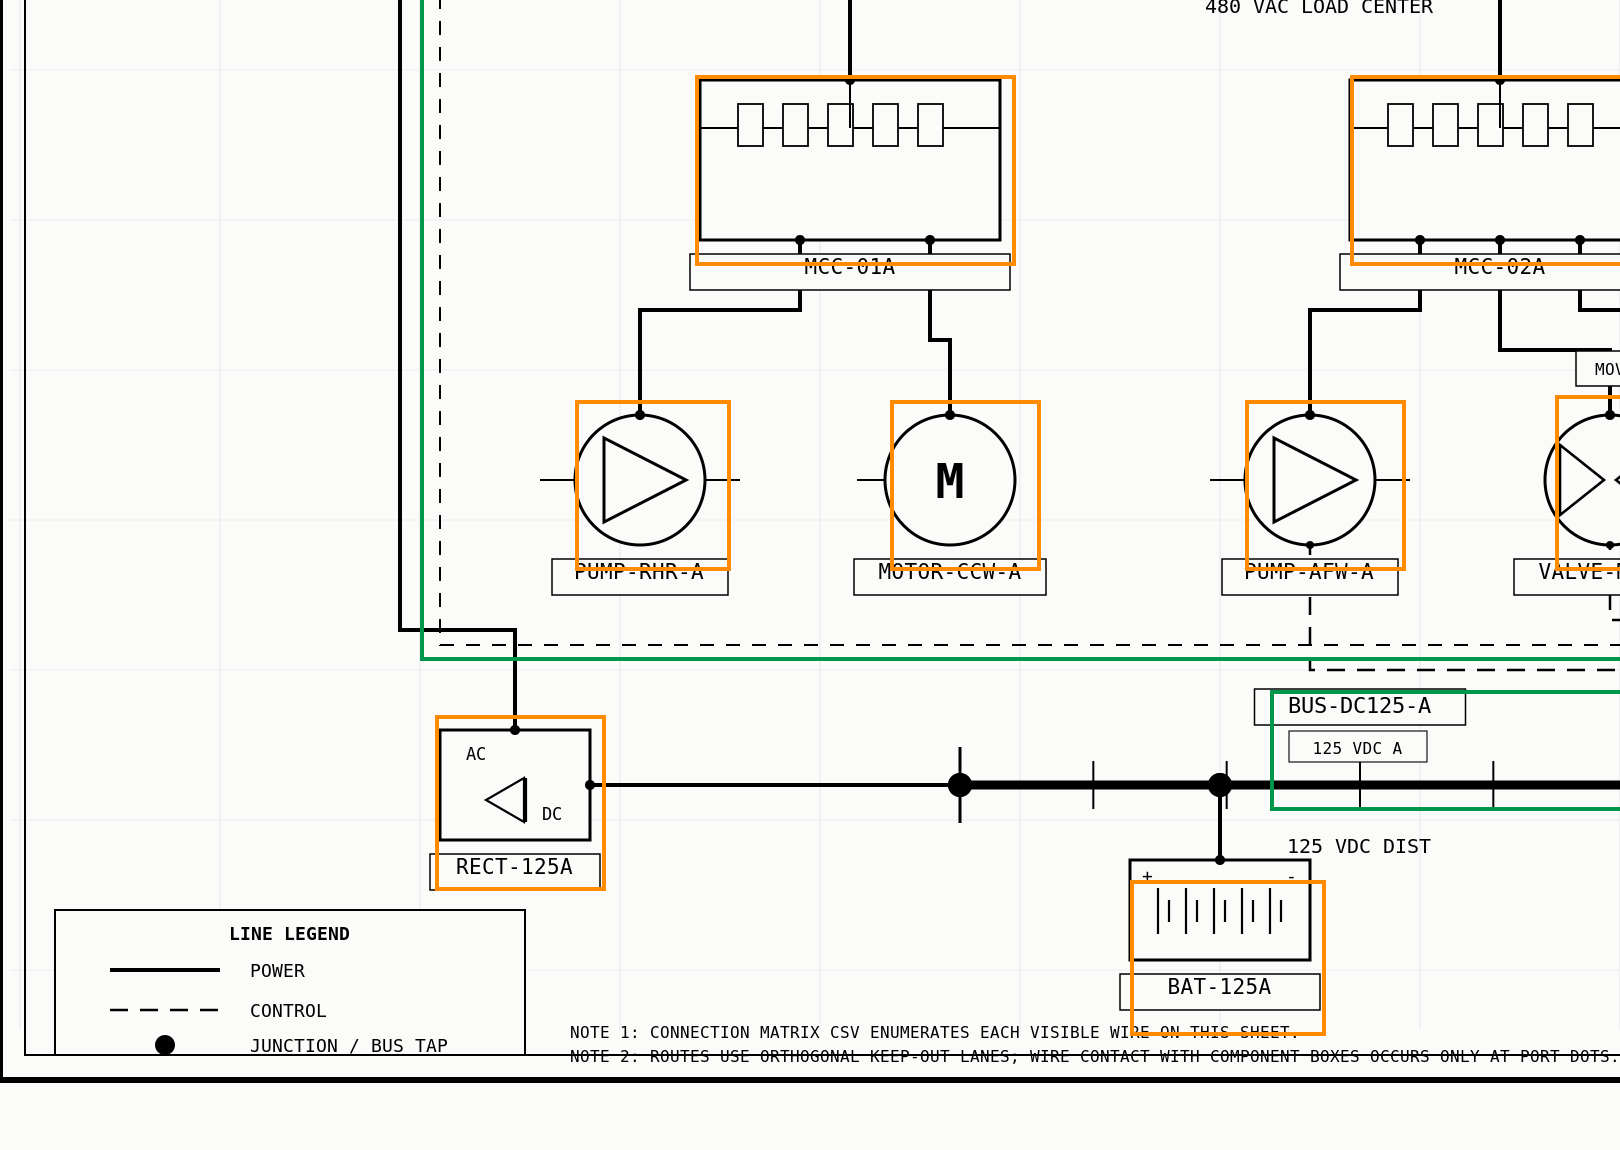 480 VAC LOAD CENTER
MCC-01A
MCC-02A
M
PUMP-RHR-A
MOTOR-CCW-A
PUMP-AFW-A
BUS-DC125-A
125 VDC A
AC
DC
RECT-125A
125 VDC DIST
+ -
BAT-125A
LINE LEGEND
POWER
CONTROL
JUNCTION / BUS TAP
NOTE 1: CONNECTION MATRIX CSV ENUMERATES EACH VISIBLE WIRE ON THIS SHEET.
NOTE 2: ROUTES USE ORTHOGONAL KEEP-OUT LANES; WIRE CONTACT WITH COMPONENT BOXES OCCURS ONLY AT PORT DOTS.